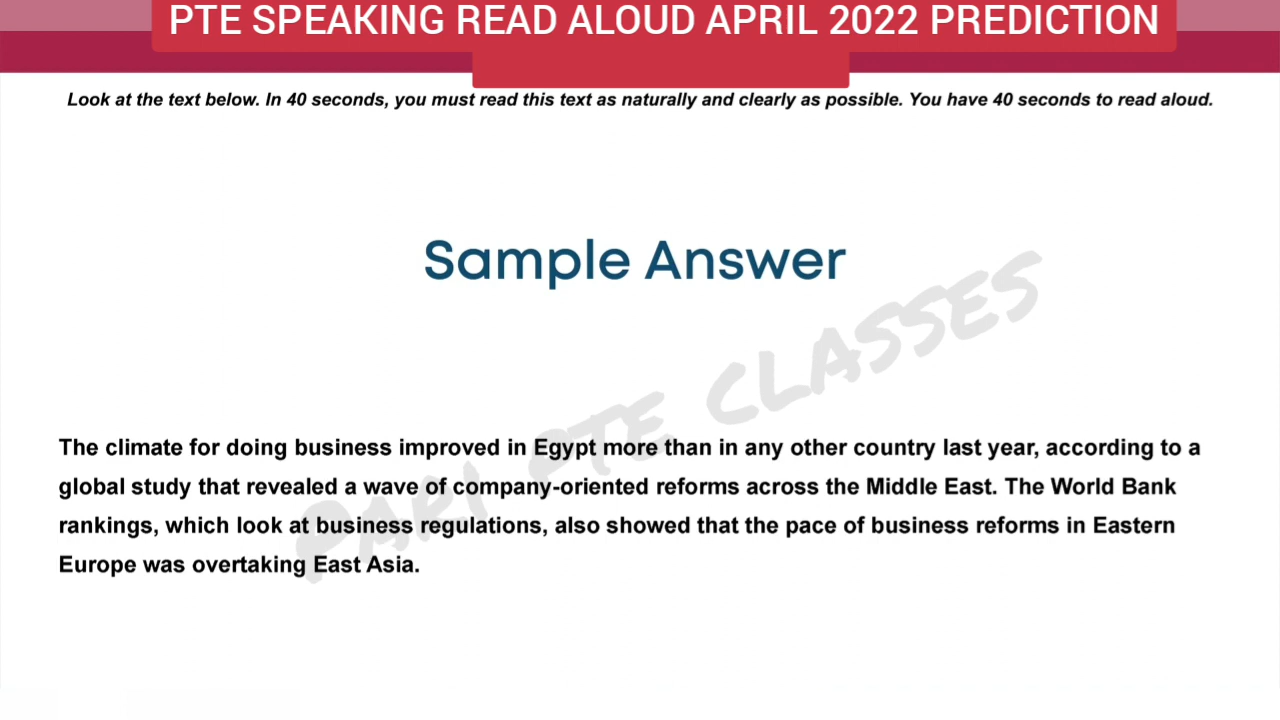 PTE SPEAKING READ ALOUD APRIL 2022 PREDICTION
Look at the text below. In 40 seconds, you must read this text as naturally and clearly as possible. You have 40 seconds to read aloud.
Sample Answer
PARI PTE CLASSES
The climate for doing business improved in Egypt more than in any other country last year, according to a
global study that revealed a wave of company-oriented reforms across the Middle East. The World Bank
rankings, which look at business regulations, also showed that the pace of business reforms in Eastern
Europe was overtaking East Asia.